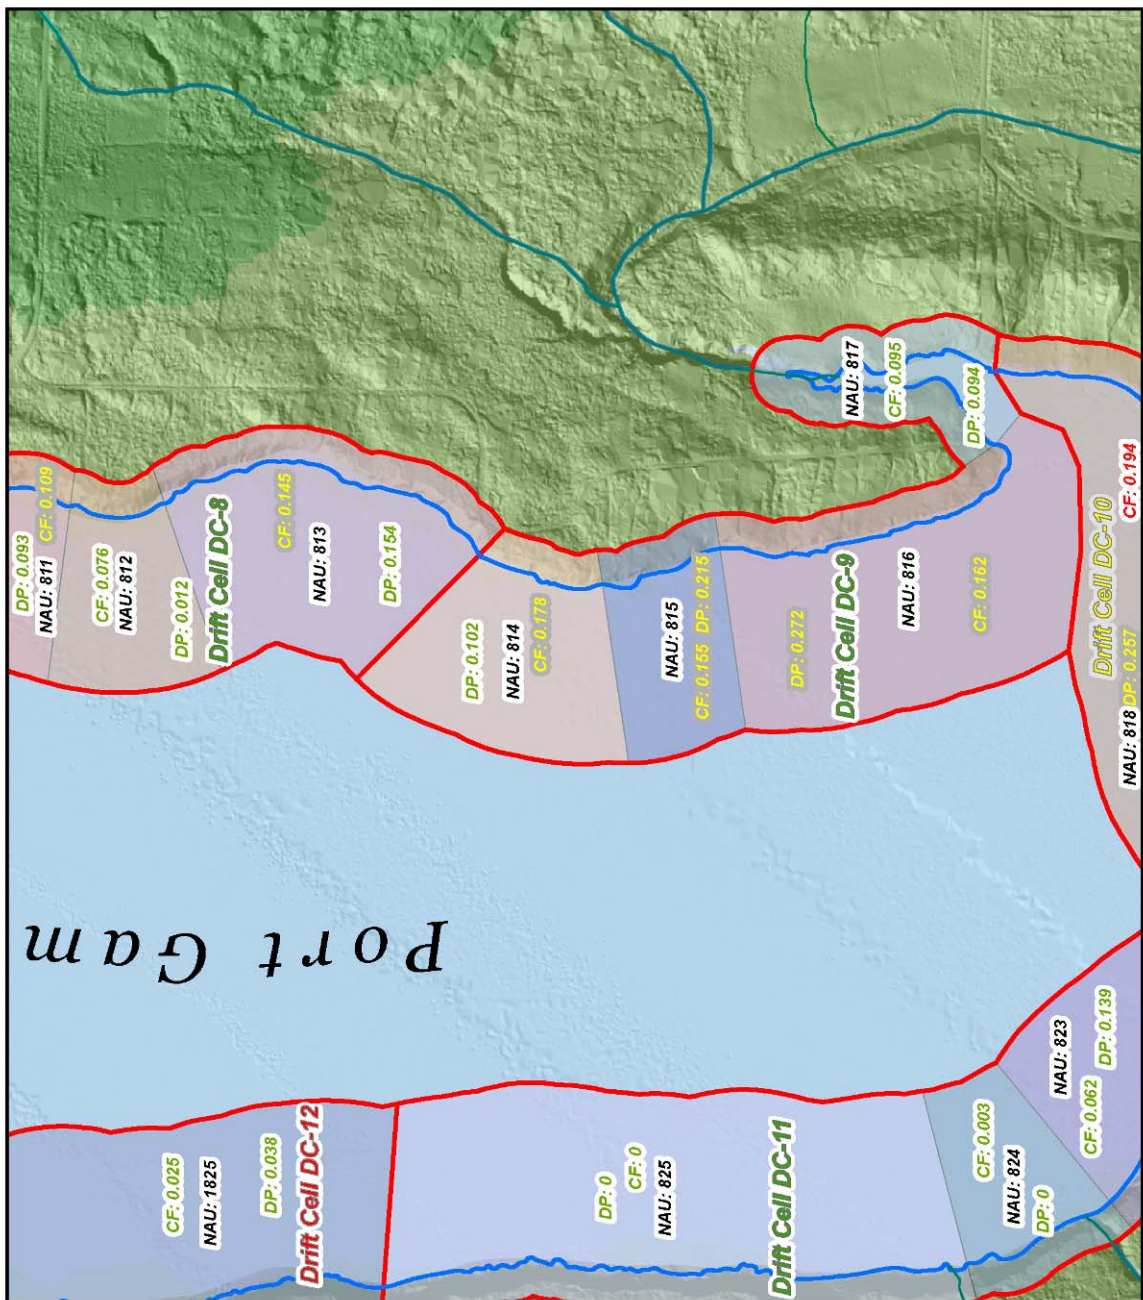 DP: 0.093
NAU: 811
CF: 0.109
CF: 0.076
NAU: 812
DP: 0.012
Drift Cell DC-8
CF: 0.145
NAU: 813
DP: 0.154
DP: 0.102
NAU: 814
CF: 0.178
NAU: 815
CF: 0.155 DP: 0.215
DP: 0.272
Drift Cell DC-9
NAU: 816
CF: 0.162
NAU: 817
CF: 0.095
DP: 0.094
Drift Cell DC-10
CF: 0.194
NAU: 818 DP: 0.257
Port Gam
NAU: 823
CF: 0.062 DP: 0.139
CF: 0.003
NAU: 824
DP: 0
Drift Cell DC-11
DP: 0
CF: 0
NAU: 825
Drift Cell DC-12
CF: 0.025
NAU: 1825
DP: 0.038